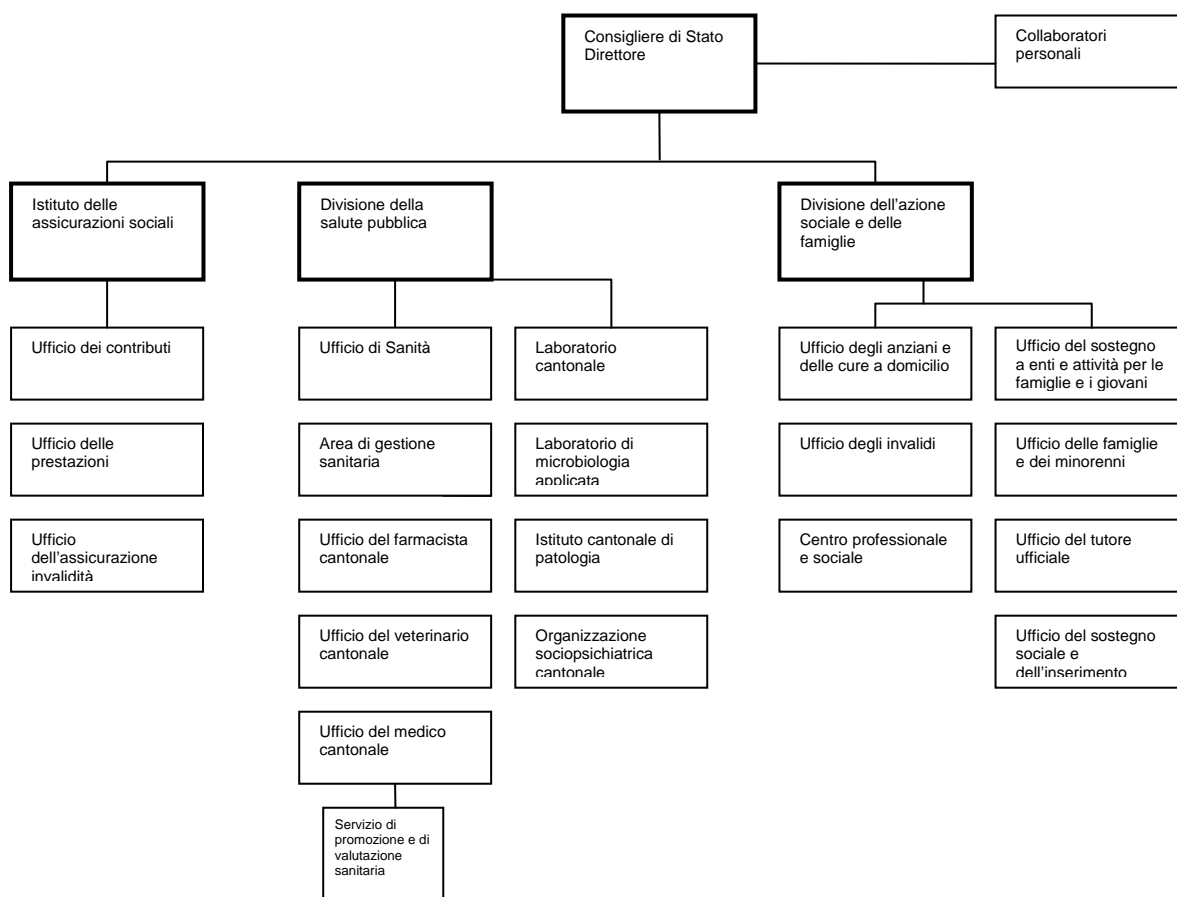 Consigliere di Stato
Direttore
Collaboratori
personali
Istituto delle
assicurazioni sociali
Divisione della
salute pubblica
Divisione dell’azione
sociale e delle
famiglie
Ufficio dei contributi
Ufficio di Sanità
Laboratorio
cantonale
Ufficio degli anziani e
delle cure a domicilio
Ufficio del sostegno
a enti e attività per le
famiglie e i giovani
Ufficio delle
prestazioni
Area di gestione
sanitaria
Laboratorio di
microbiologia
applicata
Ufficio degli invalidi
Ufficio delle famiglie
e dei minorenni
Ufficio
dell’assicurazione
invalidità
Ufficio del farmacista
cantonale
Istituto cantonale di
patologia
Centro professionale
e sociale
Ufficio del tutore
ufficiale
Ufficio del veterinario
cantonale
Organizzazione
sociopsichiatrica
cantonale
Ufficio del sostegno
sociale e
dell’inserimento
Ufficio del medico
cantonale
Servizio di
promozione e di
valutazione
sanitaria